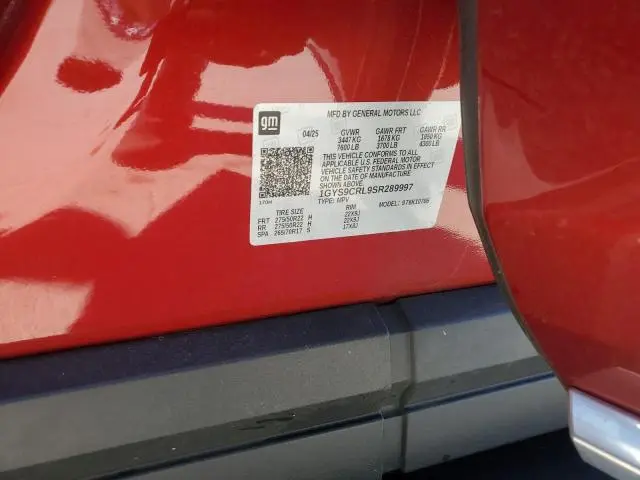 gm
MFD BY GENERAL MOTORS LLC
04/25 GVWR GAWR FRT GAWR RR
3447 KG 1678 KG 1950 KG
7600 LB 3700 LB 4300 LB
THIS VEHICLE CONFORMS TO ALL
APPLICABLE U.S. FEDERAL MOTOR
VEHICLE SAFETY STANDARDS IN EFFECT
ON THE DATE OF MANUFACTURE
SHOWN ABOVE.
1GYS9CRL9SR289997
TYPE: MPV
TIRE SIZE RIM
FRT 275/50R22 H 22X9J
RR 275/50R22 H 22X9J
SPA 265/70R17 S 17X8J